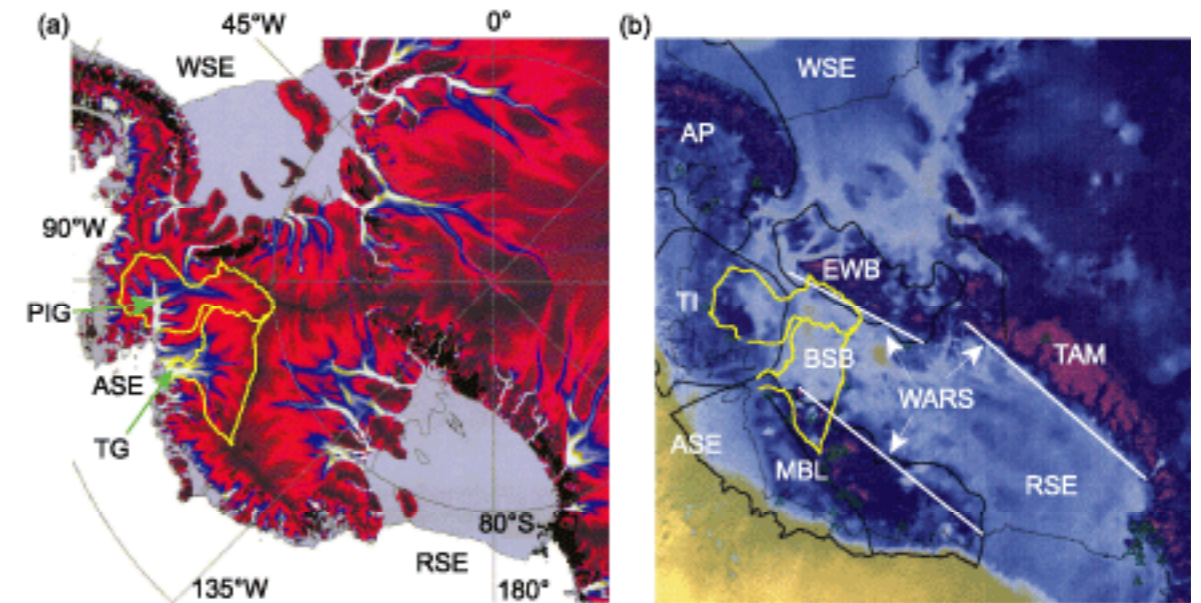 (a)
45°W
0°
WSE
90°W
PIG
ASE
TG
80°S
RSE
135°W
180°
(b)
WSE
AP
EWB
TI
BSB
TAM
WARS
ASE
MBL
RSE